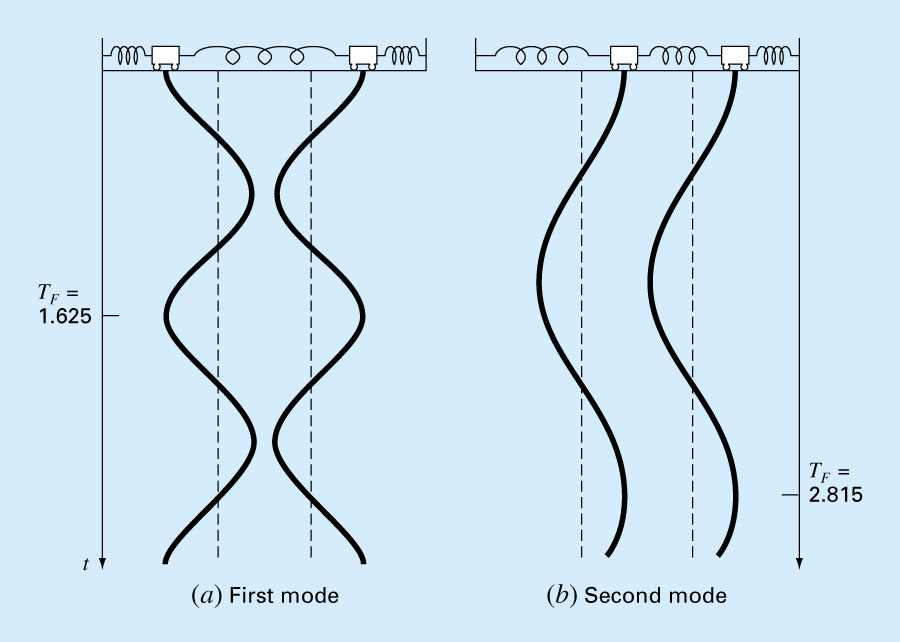 T_F =
1.625
T_F =
2.815
t
(a) First mode
(b) Second mode